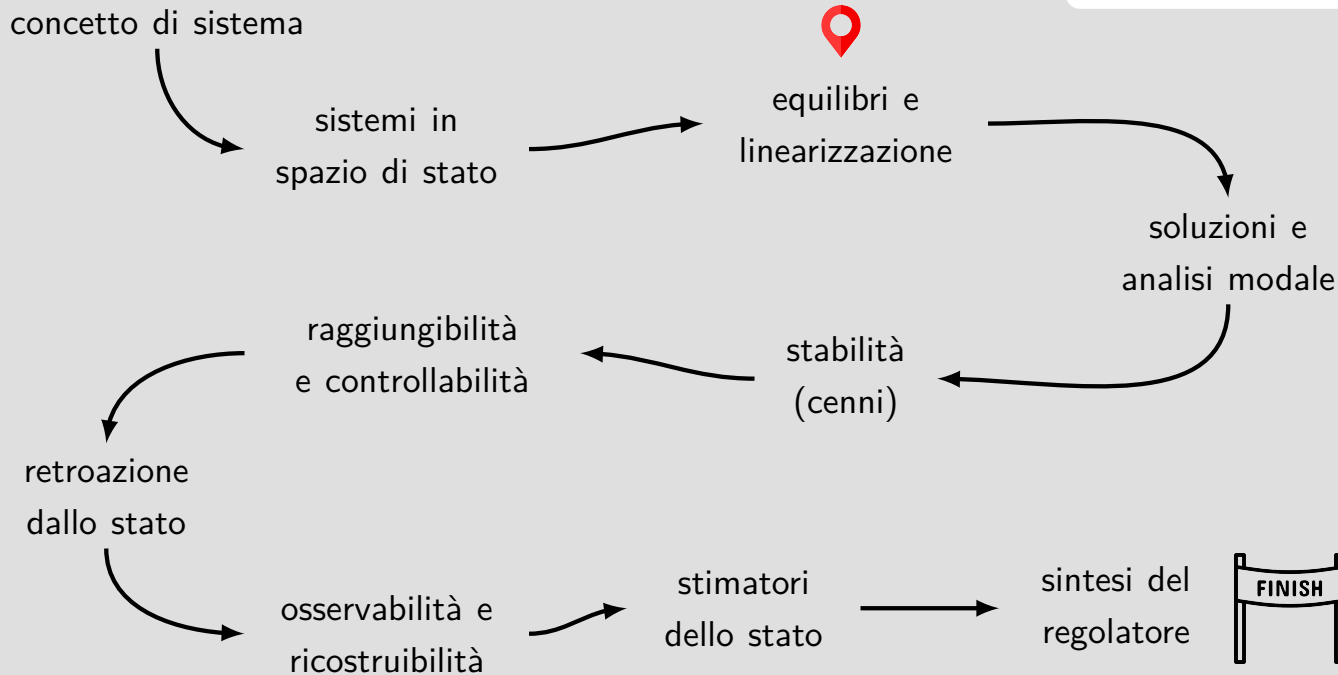 concetto di sistema
sistemi in
spazio di stato
equilibri e
linearizzazione
soluzioni e
analisi modale
stabilità
(cenni)
raggiungibilità
e controllabilità
retroazione
dallo stato
osservabilità e
ricostruibilità
stimatori
dello stato
sintesi del
regolatore
FINISH